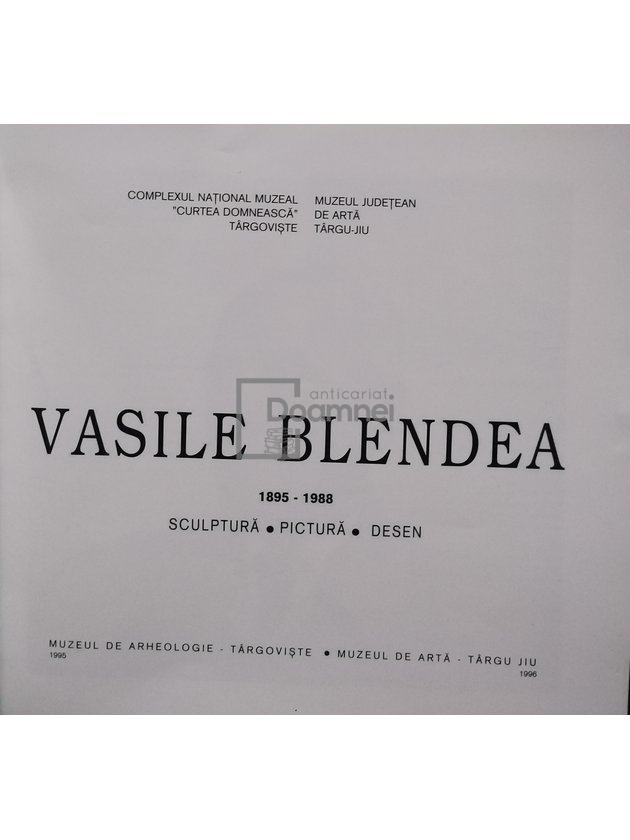 COMPLEXUL NAȚIONAL MUZEAL
"CURTEA DOMNEASCĂ"
TÂRGOVIȘTE
MUZEUL JUDEȚEAN
DE ARTĂ
TÂRGU-JIU
anticariat
Doamnei
VASILE BLENDEA
1895 - 1988
SCULPTURĂ ● PICTURĂ ● DESEN
MUZEUL DE ARHEOLOGIE - TÂRGOVIȘTE ● MUZEUL DE ARTĂ - TÂRGU JIU
1995 1996